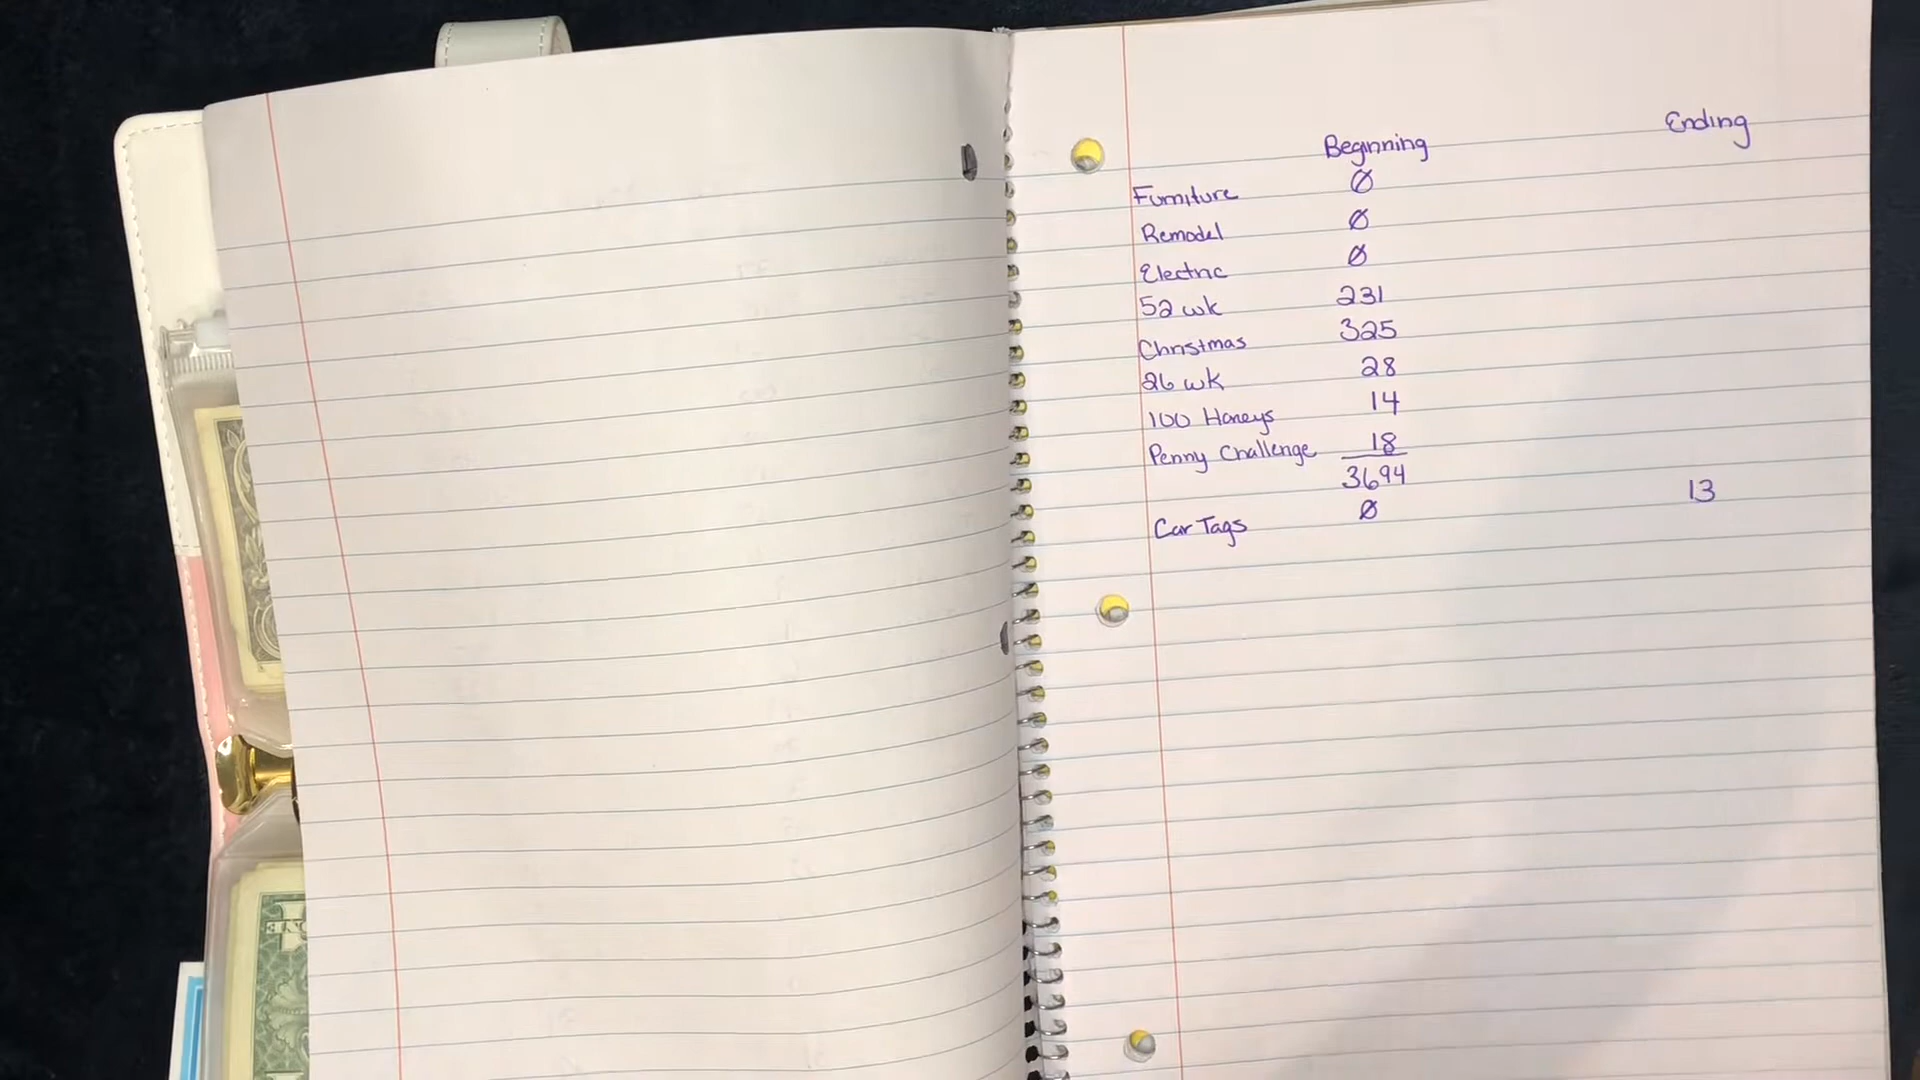 Beginning Ending
Furniture Ø
Remodel Ø
Electric Ø
52 wk 231
Christmas 325
26 wk 28
100 Honeys 14
Penny Challenge 18
3694
Car Tags Ø 13